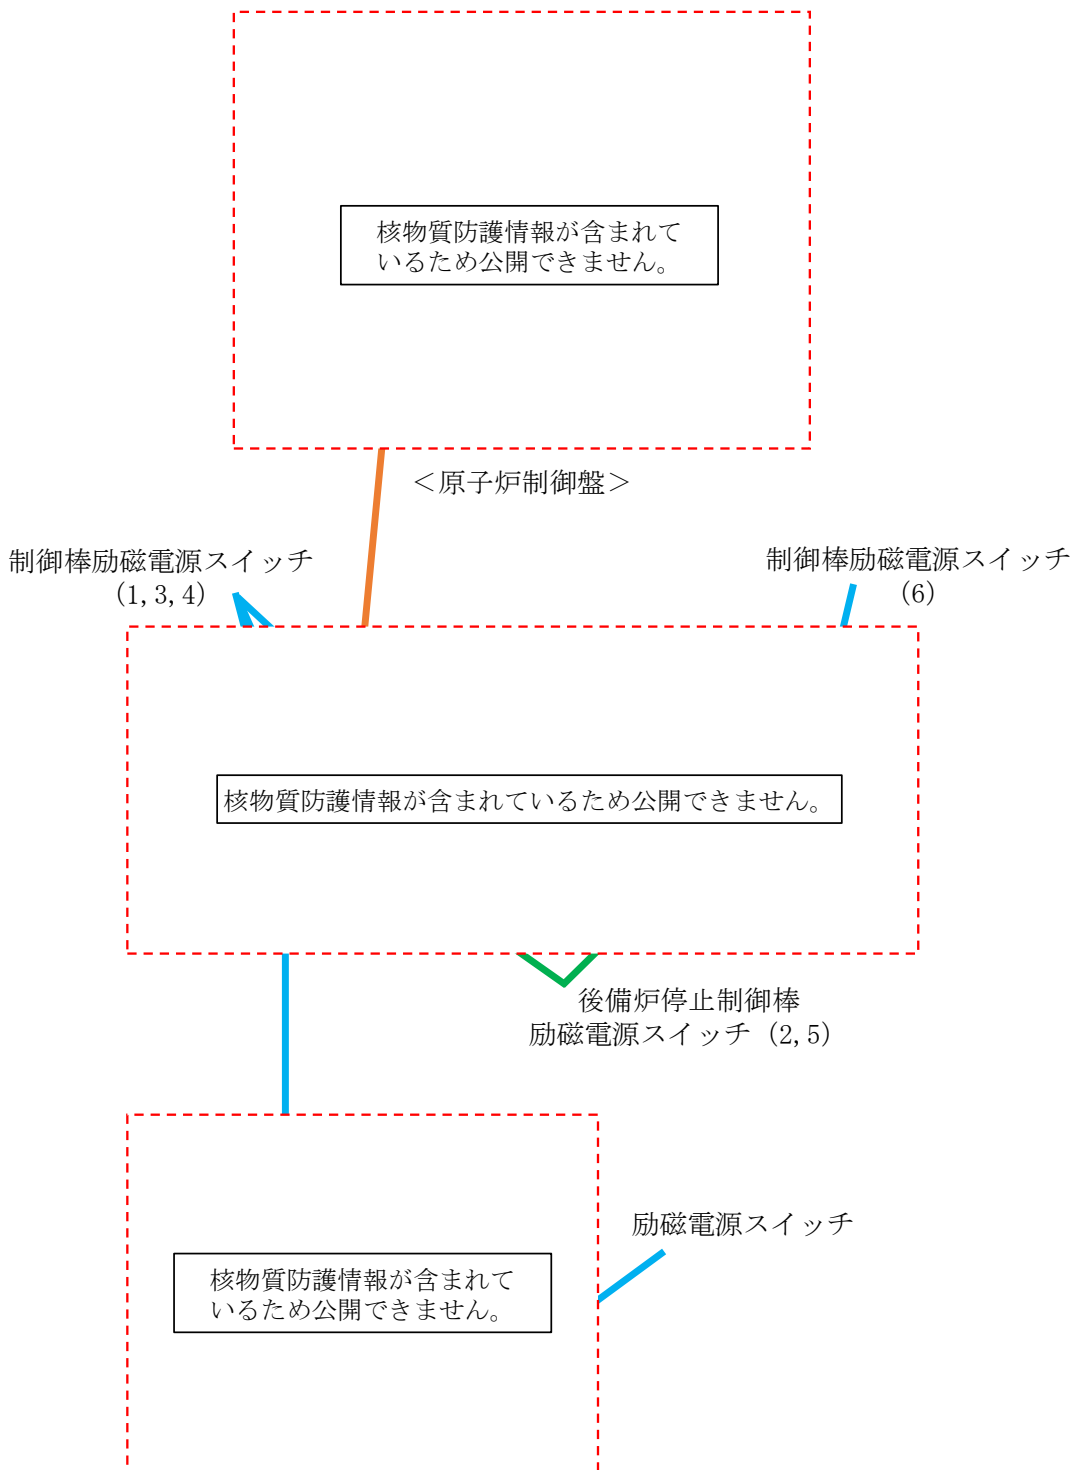 核物質防護情報が含まれて
いるため公開できません。
＜原子炉制御盤＞
制御棒励磁電源スイッチ
(1,3,4)
制御棒励磁電源スイッチ
(6)
核物質防護情報が含まれているため公開できません。
後備炉停止制御棒
励磁電源スイッチ (2,5)
励磁電源スイッチ
核物質防護情報が含まれて
いるため公開できません。